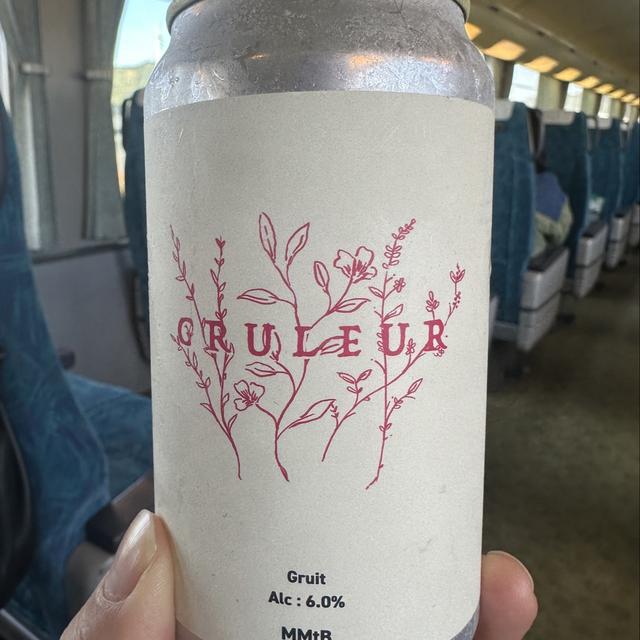 GRULEUR
Gruit
Alc : 6.0%
MMtB